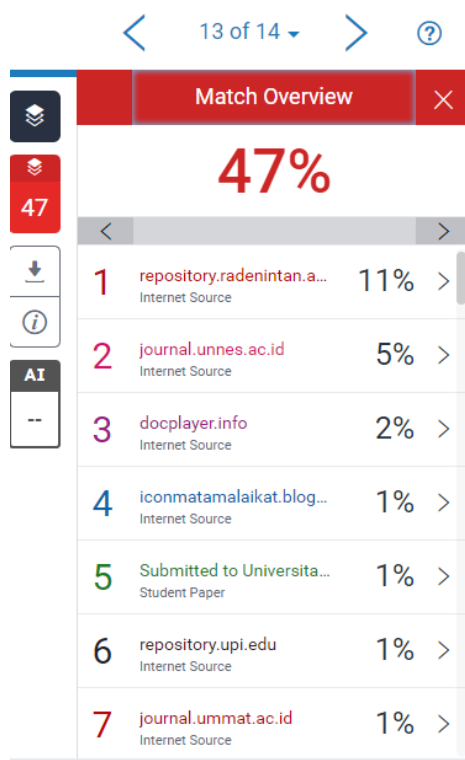 13 of 14
?
Match Overview
47%
47
1 repository.radenintan.a... 11%
Internet Source
2 journal.unnes.ac.id 5%
Internet Source
i
AI
--
3 docplayer.info 2%
Internet Source
4 iconmatamalaikat.blog... 1%
Internet Source
5 Submitted to Universita... 1%
Student Paper
6 repository.upi.edu 1%
Internet Source
7 journal.ummat.ac.id 1%
Internet Source